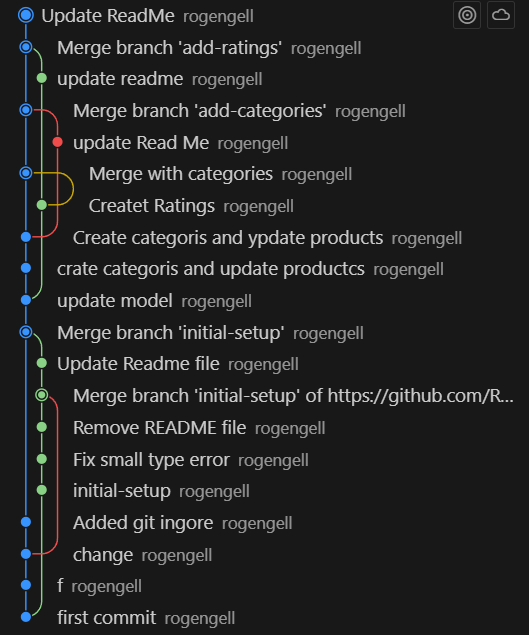 Update ReadMe rogengell
Merge branch 'add-ratings' rogengell
update readme rogengell
Merge branch 'add-categories' rogengell
update Read Me rogengell
Merge with categories rogengell
Createt Ratings rogengell
Create categoris and ypdate products rogengell
crate categoris and update productcs rogengell
update model rogengell
Merge branch 'initial-setup' rogengell
Update Readme file rogengell
Merge branch 'initial-setup' of https://github.com/R...
Remove README file rogengell
Fix small type error rogengell
initial-setup rogengell
Added git ingore rogengell
change rogengell
f rogengell
first commit rogengell